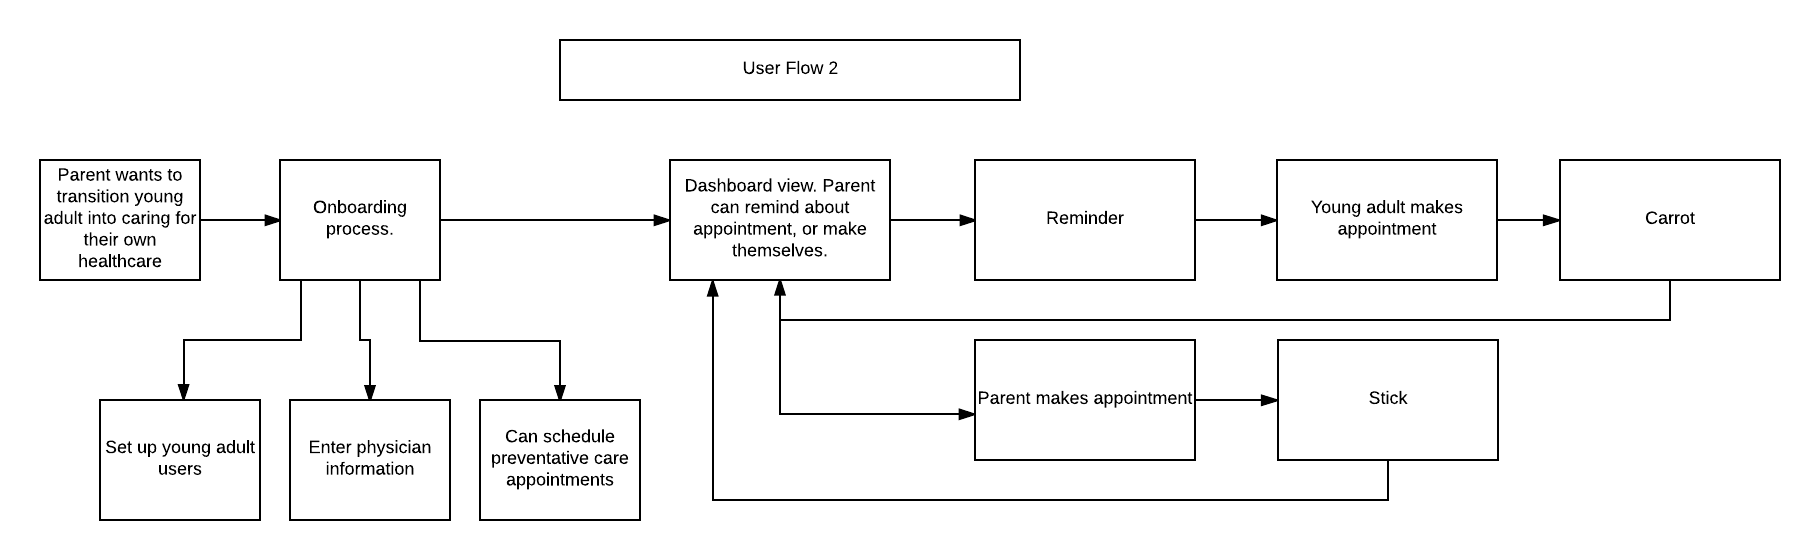 User Flow 2
Parent wants to
transition young
adult into caring for
their own
healthcare
Onboarding
process.
Dashboard view. Parent
can remind about
appointment, or make
themselves.
Reminder
Young adult makes
appointment
Carrot
Parent makes appointment
Stick
Set up young adult
users
Enter physician
information
Can schedule
preventative care
appointments